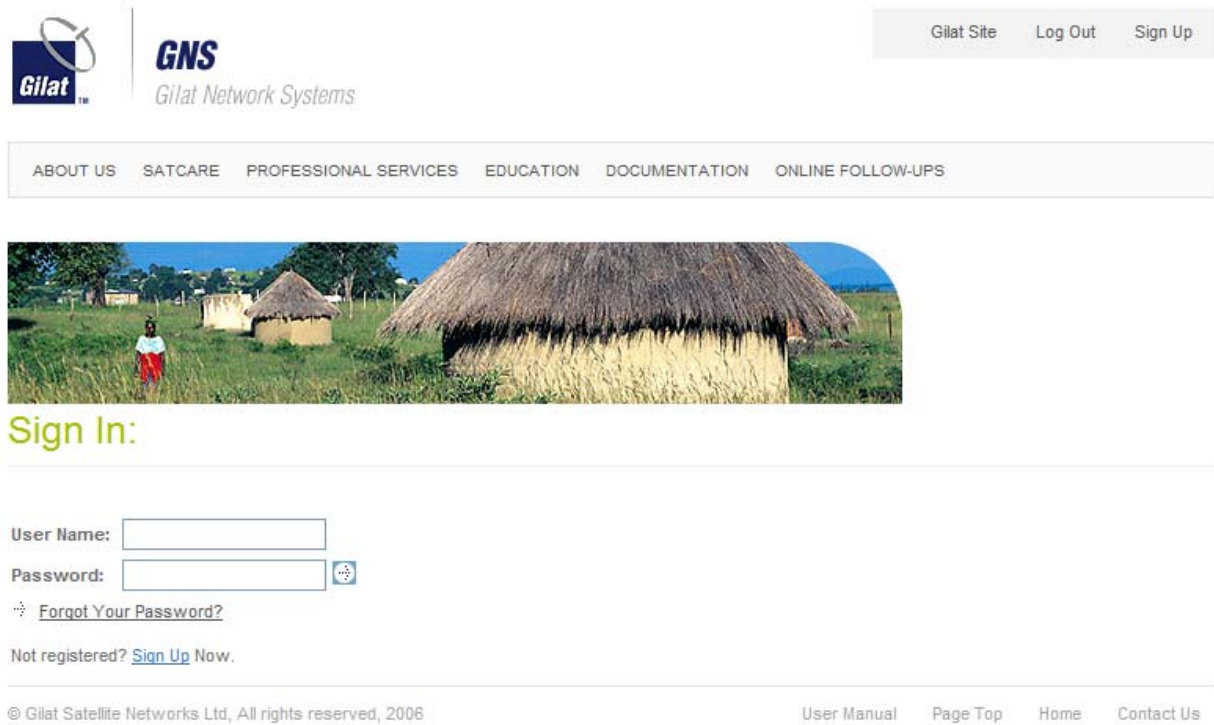 Gilat Site Log Out Sign Up
Gilat TM
GNS
Gilat Network Systems
ABOUT US SATCARE PROFESSIONAL SERVICES EDUCATION DOCUMENTATION ONLINE FOLLOW-UPS
Sign In:
User Name:
Password:
Forgot Your Password?
Not registered? Sign Up Now.
© Gilat Satellite Networks Ltd, All rights reserved, 2006 User Manual Page Top Home Contact Us